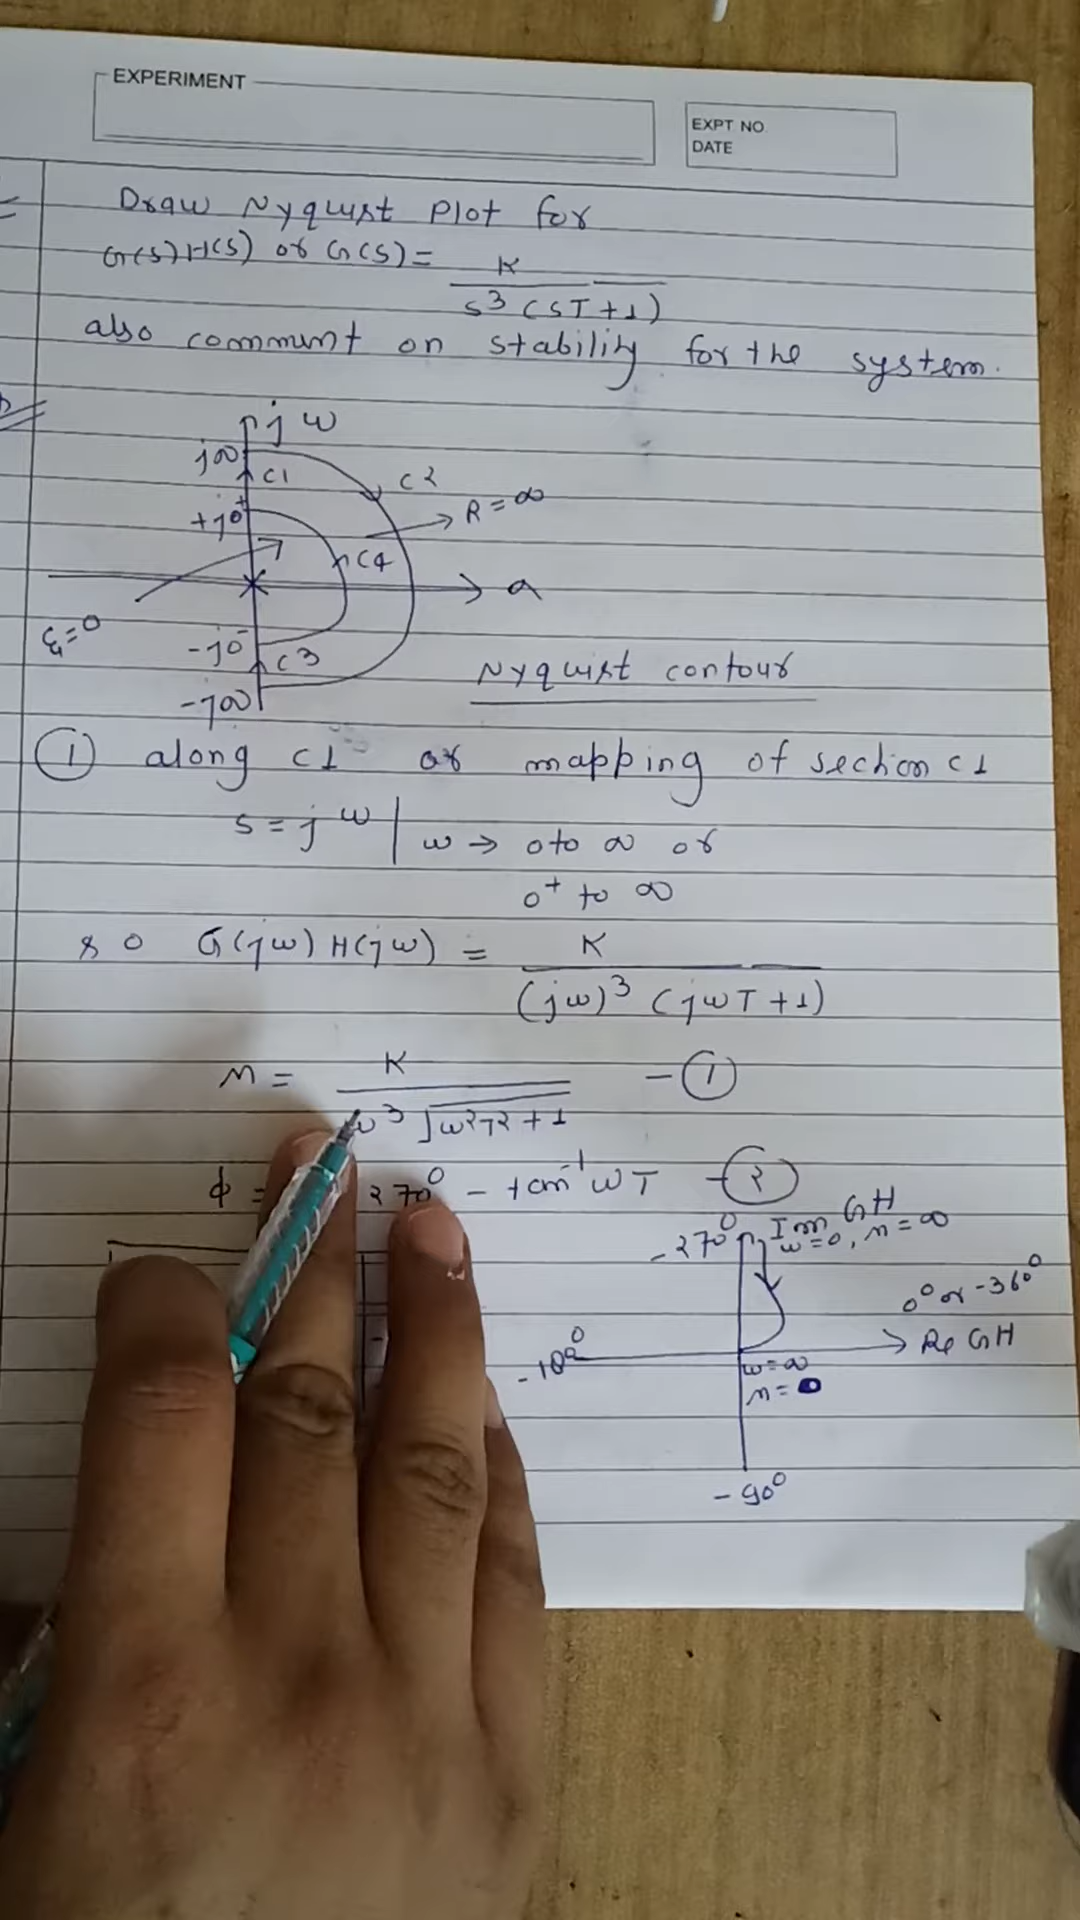 EXPERIMENT
EXPT NO.
DATE
Draw Nyquist Plot for
G(s)H(s) or G(s) = K / s³(sT+1)
also comment on stability for the system.
jω
j∞
C1
C2
+j0⁺
R = ∞
C4
σ
ε=0
-j0⁻
C3
-j∞
Nyquist contour
① along C1 or mapping of section C1
s = jω | ω → 0 to ∞ or
0⁺ to ∞
so G(jω)H(jω) = K / (jω)³(jωT+1)
M = K / ω³√ω²T²+1 - ①
ϕ = 270° - tan⁻¹ωT - ②
-270°
Im GH
ω=0, M=∞
0° or -360°
Re GH
-180°
ω=∞
M=0
-90°